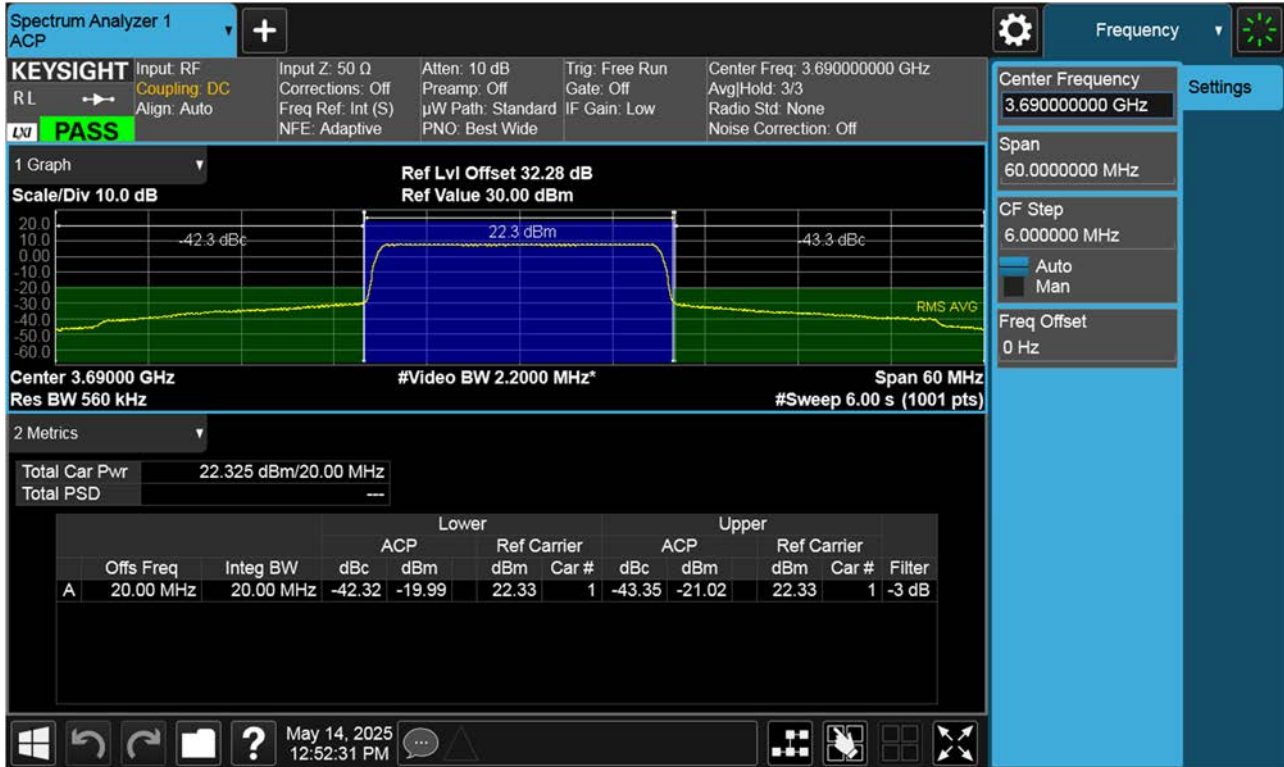 Spectrum Analyzer 1
ACP
Frequency
KEYSIGHT
RL
LXI
PASS
Input: RF
Coupling: DC
Align: Auto
Input Z: 50 Ω
Corrections: Off
Freq Ref: Int (S)
NFE: Adaptive
Atten: 10 dB
Preamp: Off
µW Path: Standard
PNO: Best Wide
Trig: Free Run
Gate: Off
IF Gain: Low
Center Freq: 3.690000000 GHz
Avg|Hold: 3/3
Radio Std: None
Noise Correction: Off
Center Frequency
3.690000000 GHz
Settings
Span
60.0000000 MHz
CF Step
6.000000 MHz
Auto
Man
Freq Offset
0 Hz
1 Graph
Scale/Div 10.0 dB
Ref Lvl Offset 32.28 dB
Ref Value 30.00 dBm
20.0
10.0
0.00
-10.0
-20.0
-30.0
-40.0
-50.0
-60.0
-42.3 dBc
22.3 dBm
-43.3 dBc
RMS AVG
Center 3.69000 GHz
#Video BW 2.2000 MHz*
Span 60 MHz
Res BW 560 kHz
#Sweep 6.00 s (1001 pts)
2 Metrics
Total Car Pwr 22.325 dBm/20.00 MHz
Total PSD ---
Lower Upper
ACP Ref Carrier ACP Ref Carrier
Offs Freq Integ BW dBc dBm dBm Car # dBc dBm dBm Car # Filter
A 20.00 MHz 20.00 MHz -42.32 -19.99 22.33 1 -43.35 -21.02 22.33 1 -3 dB
?
May 14, 2025
12:52:31 PM